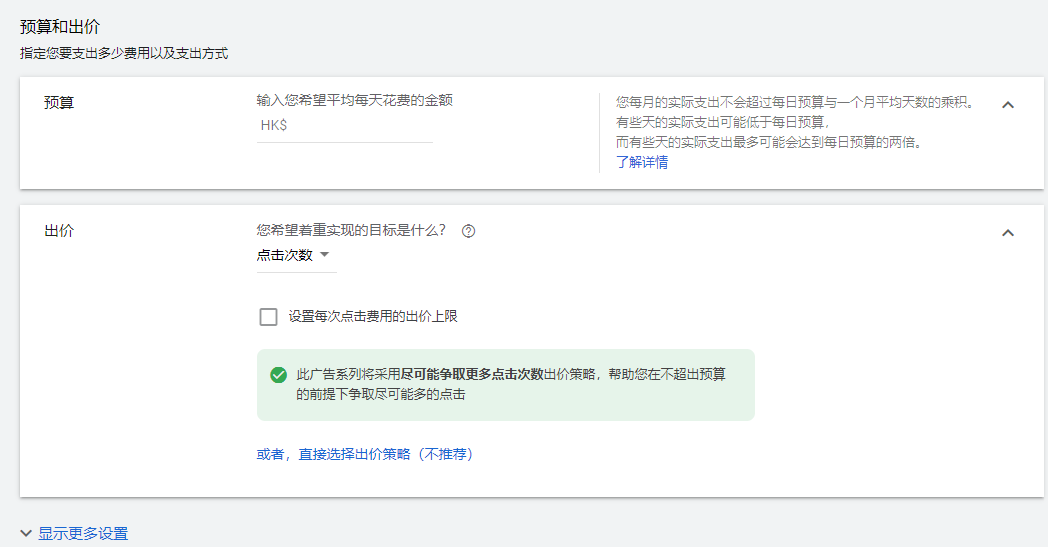 预算和出价
指定您要支出多少费用以及支出方式
预算
输入您希望平均每天花费的金额
HK$
您每月的实际支出不会超过每日预算与一个月平均天数的乘积。
有些天的实际支出可能低于每日预算，
而有些天的实际支出最多可能会达到每日预算的两倍。
了解详情
出价
您希望着重实现的目标是什么？
点击次数
设置每次点击费用的出价上限
此广告系列将采用尽可能争取更多点击次数出价策略，帮助您在不超出预算
的前提下争取尽可能多的点击
或者，直接选择出价策略（不推荐）
显示更多设置